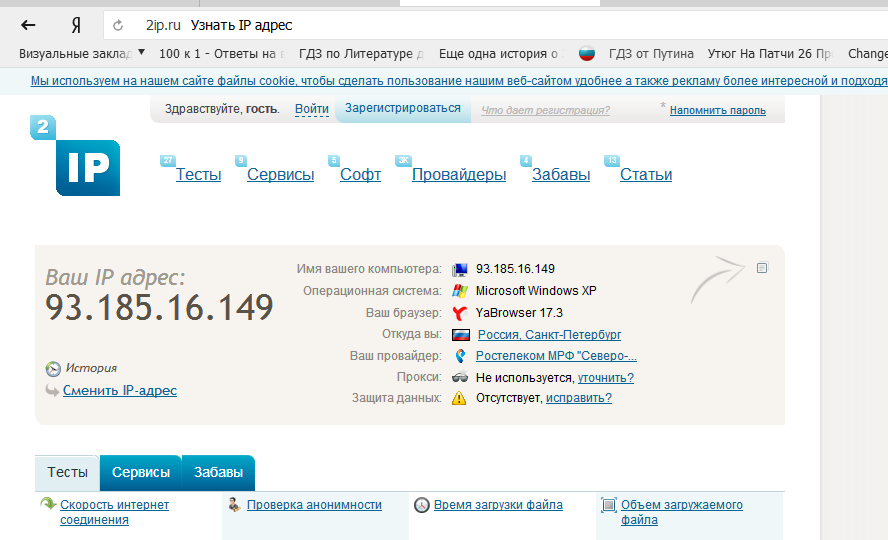 Я
2ip.ru Узнать IP адрес
Визуальные заклад
100 к 1 - Ответы на в
ГДЗ по Литературе д
Еще одна история о
ГДЗ от Путина
Утюг На Патчи 26 Пр
Change
Мы используем на нашем сайте файлы cookie, чтобы сделать пользование нашим веб-сайтом удобнее а также рекламу более интересной и подходя
Здравствуйте, гость. Войти Зарегистрироваться Что дает регистрация? * Напомнить пароль
2
IP
27 Тесты 9 Сервисы 5 Софт 3K Провайдеры 4 Забавы 13 Статьи
Ваш IP адрес:
93.185.16.149
История
Сменить IP-адрес
Имя вашего компьютера: 93.185.16.149
Операционная система: Microsoft Windows XP
Ваш браузер: YaBrowser 17.3
Откуда вы: Россия, Санкт-Петербург
Ваш провайдер: Ростелеком МРФ "Северо-...
Прокси: Не используется, уточнить?
Защита данных: Отсутствует, исправить?
Тесты Сервисы Забавы
Скорость интернет
соединения
Проверка анонимности
Время загрузки файла
Объем загружаемого
файла